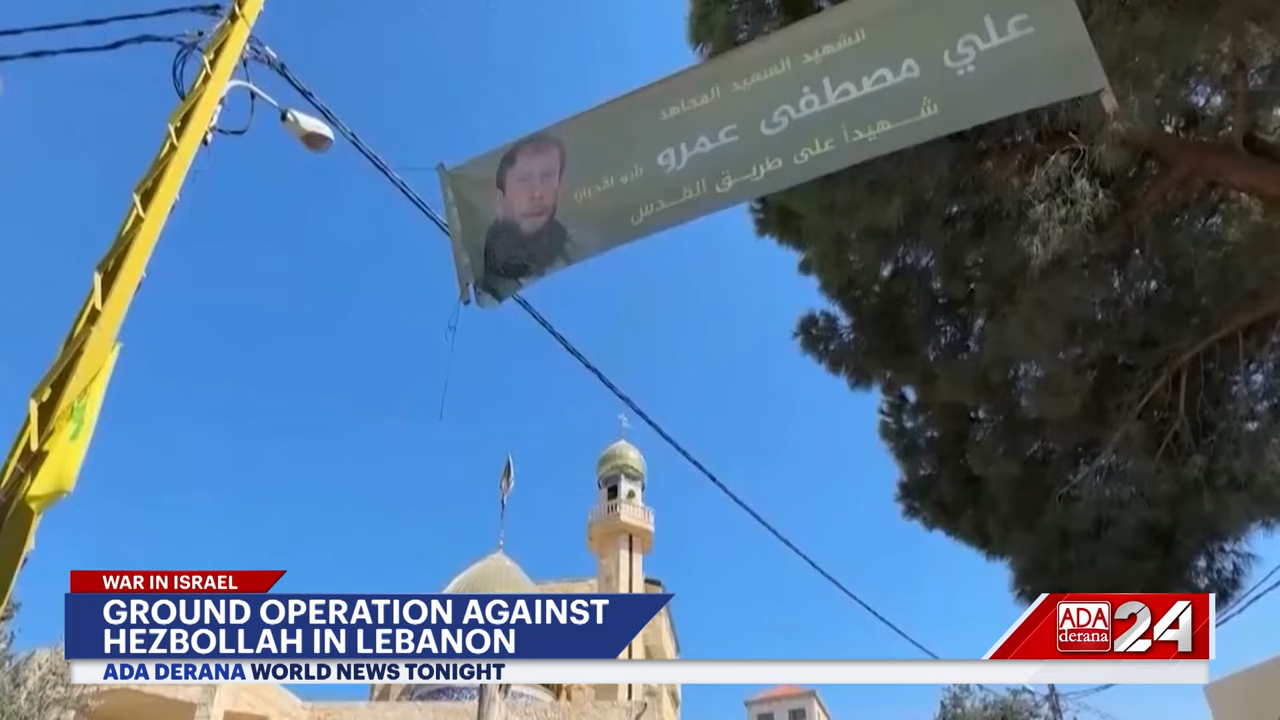 الشهيد السعيد المجاهد
علي مصطفى عمرو
شهيداً على طريق القدس
WAR IN ISRAEL
GROUND OPERATION AGAINST
HEZBOLLAH IN LEBANON
ADA DERANA WORLD NEWS TONIGHT
ADA
derana
24